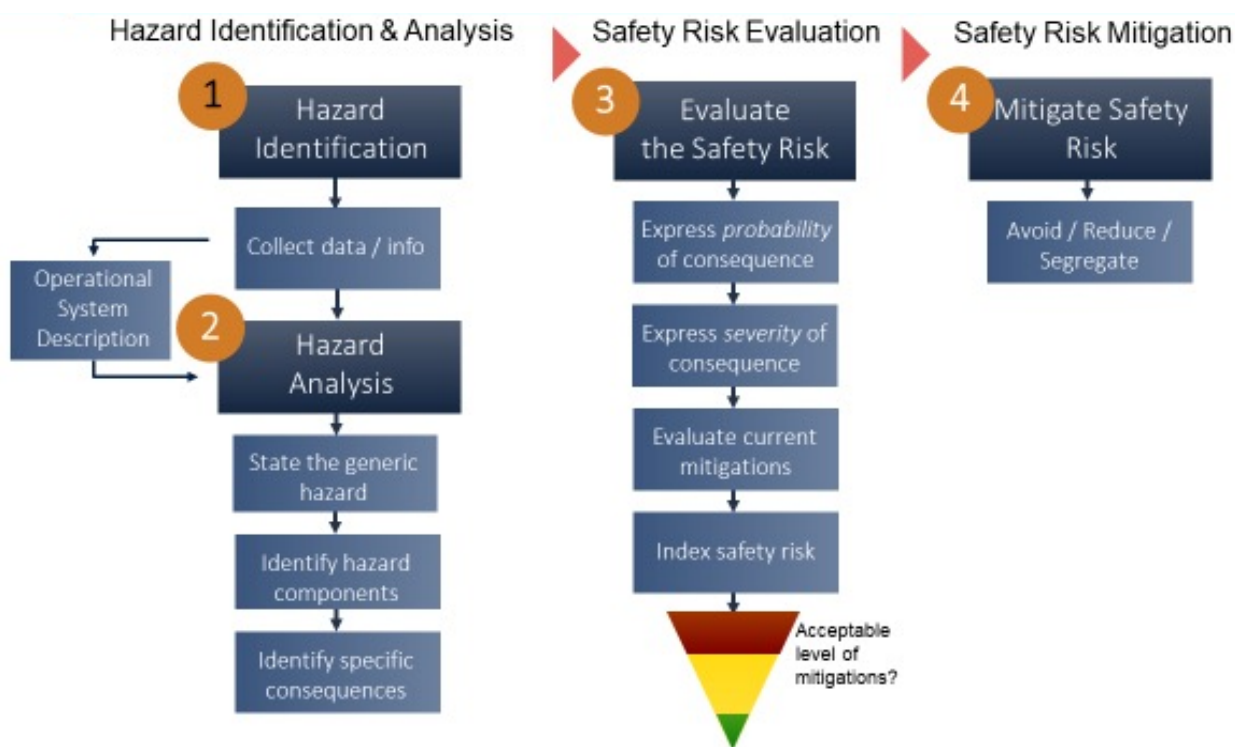 Hazard Identification & Analysis
1
Hazard
Identification
Collect data / info
Operational
System
Description
2
Hazard
Analysis
State the generic
hazard
Identify hazard
components
Identify specific
consequences
Safety Risk Evaluation
3
Evaluate
the Safety Risk
Express probability
of consequence
Express severity of
consequence
Evaluate current
mitigations
Index safety risk
Acceptable
level of
mitigations?
Safety Risk Mitigation
4
Mitigate Safety
Risk
Avoid / Reduce /
Segregate